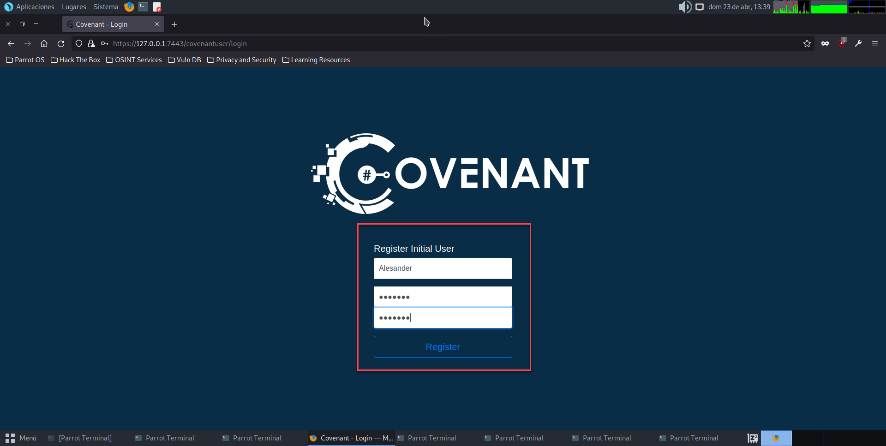 Aplicaciones Lugares Sistema dom 23 de abr, 13:39
Covenant - Login
https://127.0.0.1:7443/covenantuser/login
Parrot OS Hack The Box OSINT Services Vuln DB Privacy and Security Learning Resources
# COVENANT
Register Initial User
Alesander
•••••••
•••••••
Register
Menú [Parrot Terminal] Parrot Terminal Parrot Terminal Covenant - Login — M... Parrot Terminal Parrot Terminal Parrot Terminal Parrot Terminal